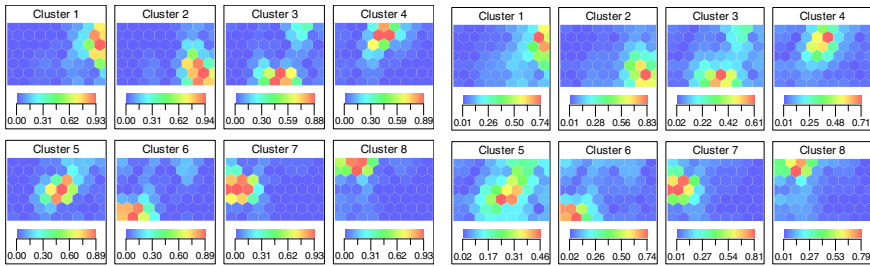 Cluster 1 Cluster 2 Cluster 3 Cluster 4
0.00 0.31 0.62 0.93 0.00 0.31 0.62 0.94 0.00 0.29 0.59 0.88 0.00 0.30 0.59 0.89
Cluster 5 Cluster 6 Cluster 7 Cluster 8
0.00 0.30 0.60 0.89 0.00 0.30 0.60 0.89 0.00 0.31 0.62 0.93 0.00 0.31 0.62 0.93
Cluster 1 Cluster 2 Cluster 3 Cluster 4
0.01 0.26 0.50 0.74 0.01 0.28 0.56 0.83 0.02 0.22 0.42 0.61 0.01 0.25 0.48 0.71
Cluster 5 Cluster 6 Cluster 7 Cluster 8
0.02 0.17 0.31 0.46 0.02 0.26 0.50 0.74 0.01 0.28 0.54 0.81 0.01 0.27 0.53 0.79